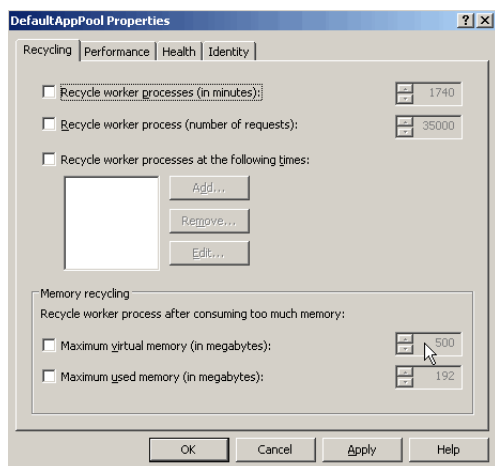 DefaultAppPool Properties
Recycling Performance Health Identity
Recycle worker processes (in minutes): 1740
Recycle worker process (number of requests): 35000
Recycle worker processes at the following times:
Add...
Remove...
Edit...
Memory recycling
Recycle worker process after consuming too much memory:
Maximum virtual memory (in megabytes): 500
Maximum used memory (in megabytes): 192
OK Cancel Apply Help